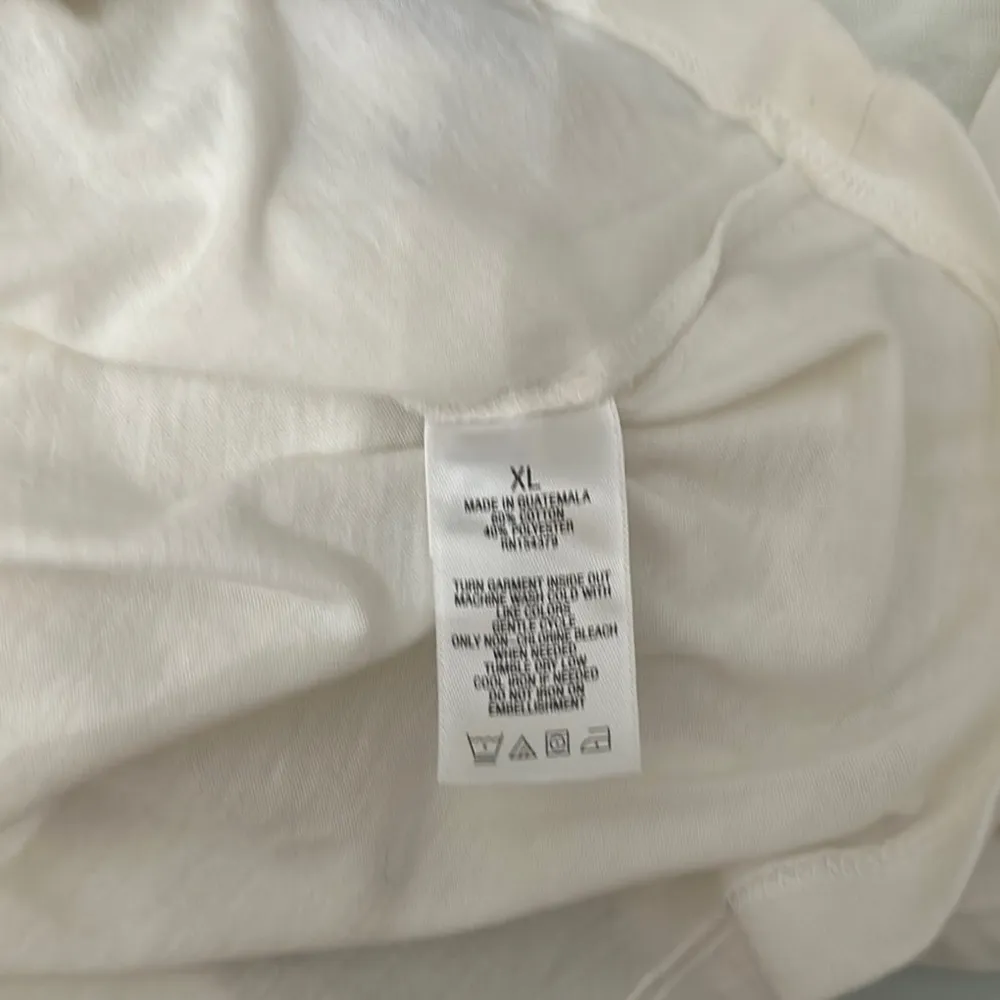 XL
MADE IN GUATEMALA
60% COTTON
40% POLYESTER
TURN GARMENT INSIDE OUT
MACHINE WASH COLD WITH
LIKE COLORS
GENTLE CYCLE
ONLY NON-CHLORINE BLEACH
WHEN NEEDED
TUMBLE DRY LOW
COOL IRON IF NEEDED
DO NOT IRON ON
EMBELLISHMENT